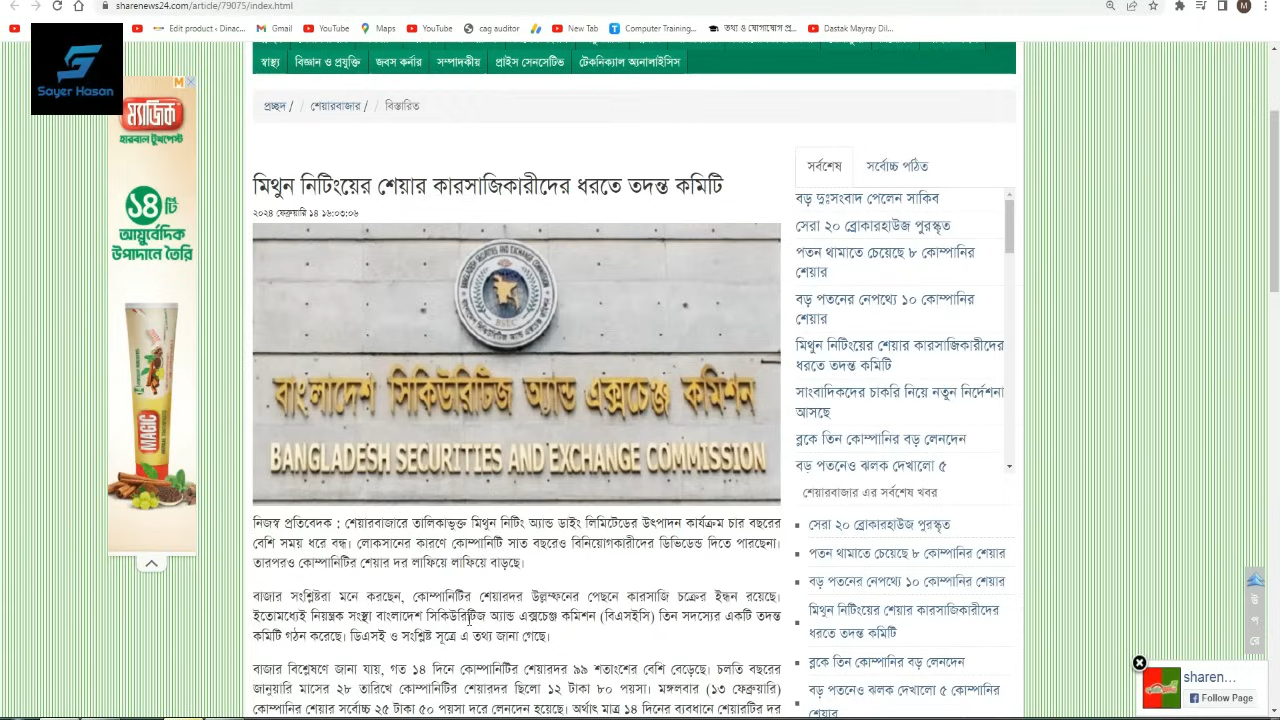 sharenews24.com/article/79075/index.html
Edit product ‹ Dinac...
Gmail
YouTube
Maps
YouTube
cag auditor
New Tab
Computer Training...
তথ্য ও যোগাযোগ প্র...
Dastak Mayray Dil...
M
Sayer Hasan
স্বাস্থ্য
বিজ্ঞান ও প্রযুক্তি
জবস কর্নার
সম্পাদকীয়
প্রাইস সেনসেটিভ
টেকনিক্যাল অ্যানালাইসিস
প্রচ্ছদ /
শেয়ারবাজার /
বিস্তারিত
ম্যাজিক
হারবাল টুথপেস্ট
১৪টি
আয়ুর্বেদিক
উপাদানে তৈরি
MAGIC
মিথুন নিটিংয়ের শেয়ার কারসাজিকারীদের ধরতে তদন্ত কমিটি
২০২৪ ফেব্রুয়ারি ১৪ ১৬:০৩:০৬
BSEC
বাংলাদেশ সিকিউরিটিজ অ্যান্ড এক্সচেঞ্জ কমিশন
BANGLADESH SECURITIES AND EXCHANGE COMMISSION
নিজস্ব প্রতিবেদক : শেয়ারবাজারে তালিকাভুক্ত মিথুন নিটিং অ্যান্ড ডাইং লিমিটেডের উৎপাদন কার্যক্রম চার বছরের
বেশি সময় ধরে বন্ধ। লোকসানের কারণে কোম্পানিটি সাত বছরেও বিনিয়োগকারীদের ডিভিডেন্ড দিতে পারছেনা।
তারপরও কোম্পানিটির শেয়ার দর লাফিয়ে লাফিয়ে বাড়ছে।
বাজার সংশ্লিষ্টরা মনে করছেন, কোম্পানিটির শেয়ারদর উল্লম্ফনের পেছনে কারসাজি চক্রের ইন্ধন রয়েছে।
ইতোমধ্যেই নিয়ন্ত্রক সংস্থা বাংলাদেশ সিকিউরিটিজ অ্যান্ড এক্সচেঞ্জ কমিশন (বিএসইসি) তিন সদস্যের একটি তদন্ত
কমিটি গঠন করেছে। ডিএসই ও সংশ্লিষ্ট সূত্রে এ তথ্য জানা গেছে।
বাজার বিশ্লেষণে জানা যায়, গত ১৪ দিনে কোম্পানিটির শেয়ারদর ৯৯ শতাংশের বেশি বেড়েছে। চলতি বছরের
জানুয়ারি মাসের ২৮ তারিখে কোম্পানিটির শেয়ারদর ছিলো ১২ টাকা ৮০ পয়সা। মঙ্গলবার (১৩ ফেব্রুয়ারি)
কোম্পানির শেয়ার সর্বোচ্চ ২৫ টাকা ৫০ পয়সা দরে লেনদেন হয়েছে। অর্থাৎ মাত্র ১৪ দিনের ব্যবধানে শেয়ারটির দর
সর্বশেষ
সর্বোচ্চ পঠিত
বড় দুঃসংবাদ পেলেন সাকিব
সেরা ২০ ব্রোকারহাউজ পুরস্কৃত
পতন থামাতে চেয়েছে ৮ কোম্পানির
শেয়ার
বড় পতনের নেপথ্যে ১০ কোম্পানির
শেয়ার
মিথুন নিটিংয়ের শেয়ার কারসাজিকারীদের
ধরতে তদন্ত কমিটি
সাংবাদিকদের চাকরি নিয়ে নতুন নির্দেশনা
আসছে
ব্লকে তিন কোম্পানির বড় লেনদেন
বড় পতনেও ঝলক দেখালো ৫
শেয়ারবাজার এর সর্বশেষ খবর
সেরা ২০ ব্রোকারহাউজ পুরস্কৃত
পতন থামাতে চেয়েছে ৮ কোম্পানির শেয়ার
বড় পতনের নেপথ্যে ১০ কোম্পানির শেয়ার
মিথুন নিটিংয়ের শেয়ার কারসাজিকারীদের
ধরতে তদন্ত কমিটি
ব্লকে তিন কোম্পানির বড় লেনদেন
বড় পতনেও ঝলক দেখালো ৫ কোম্পানির
শেয়ার
sharen...
Follow Page